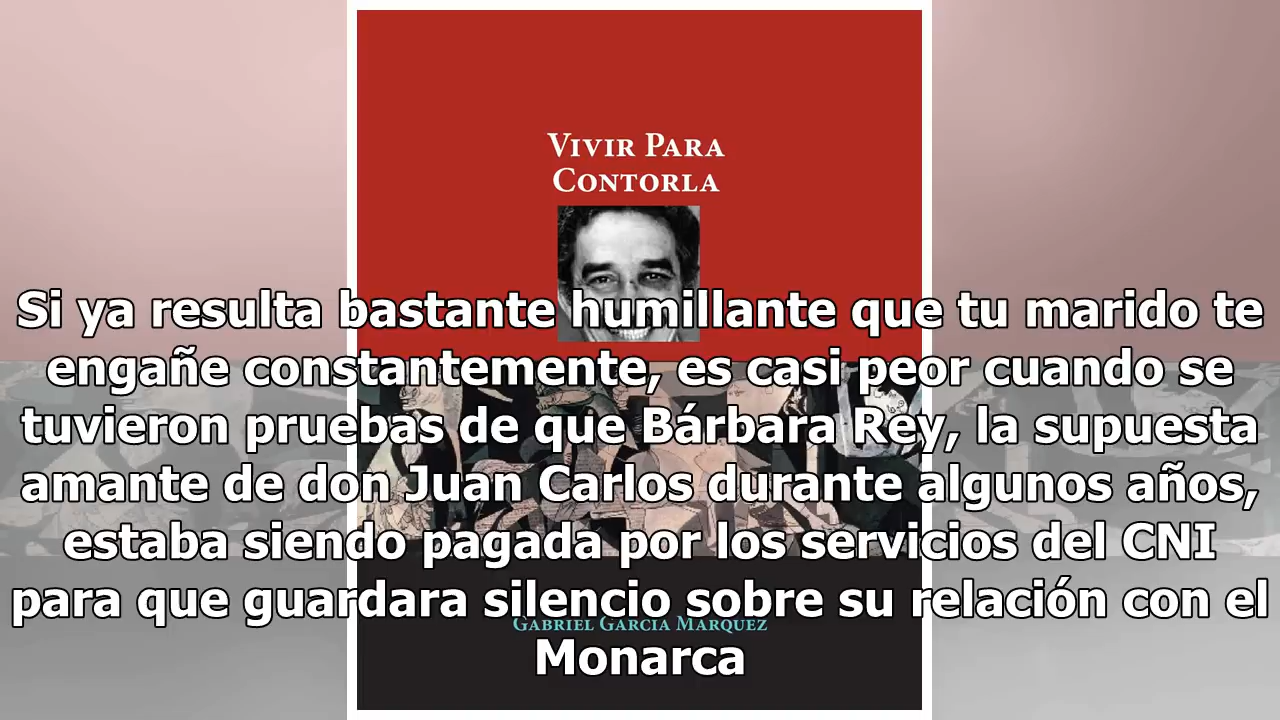 Vivir Para
Contorla
Si ya resulta bastante humillante que tu marido te
engañe constantemente, es casi peor cuando se
tuvieron pruebas de que Bárbara Rey, la supuesta
amante de don Juan Carlos durante algunos años,
estaba siendo pagada por los servicios del CNI
para que guardara silencio sobre su relación con el
Gabriel Garcia Marquez
Monarca